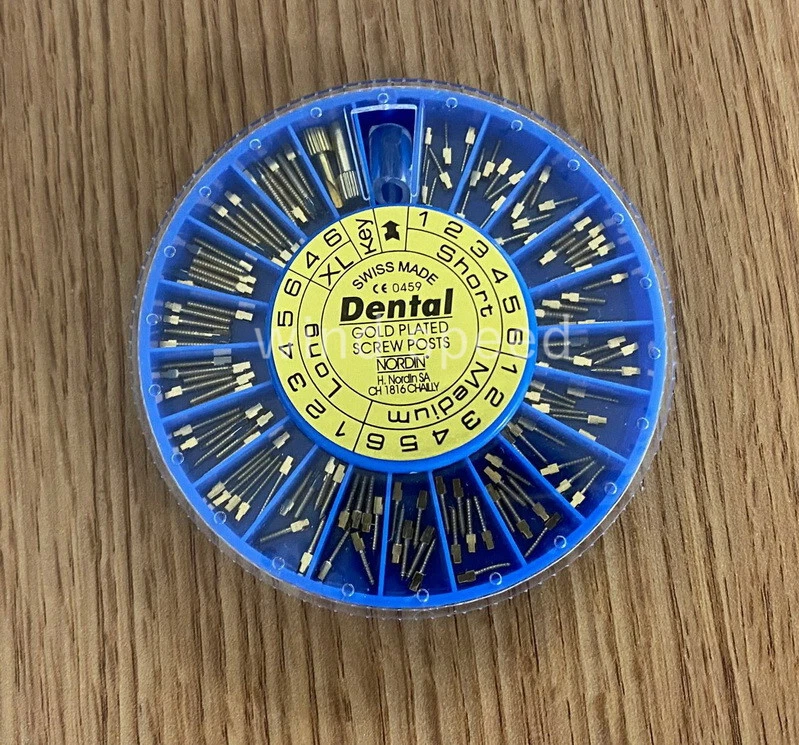 SWISS MADE
CE 0459
Dental
GOLD PLATED
SCREW POSTS
NORDIN
H. Nordin SA
CH 1816 CHAILLY
Key
1 2 3 4 5 6
Short
1 2 3 4 5 6
Medium
1 2 3 4 5 6
Long
4 6
XL